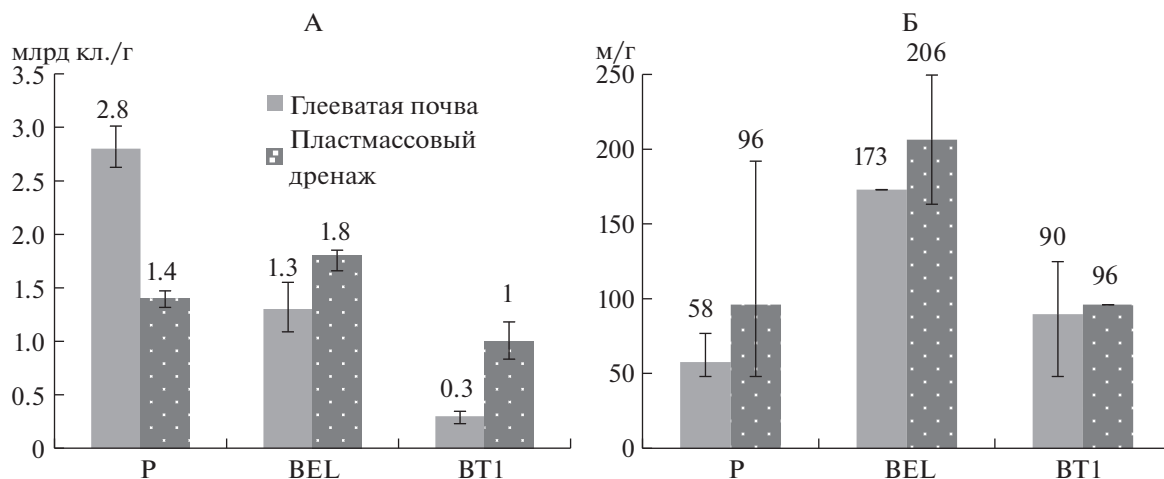 А
млрд кл./г
3.5
3.0
2.5
2.0
1.5
1.0
0.5
0
2.8
1.4
1.3
1.8
0.3
1
Глееватая почва
Пластмассовый
дренаж
P
BEL
BT1
Б
м/г
250
200
150
100
50
0
58
96
173
206
90
96
P
BEL
BT1